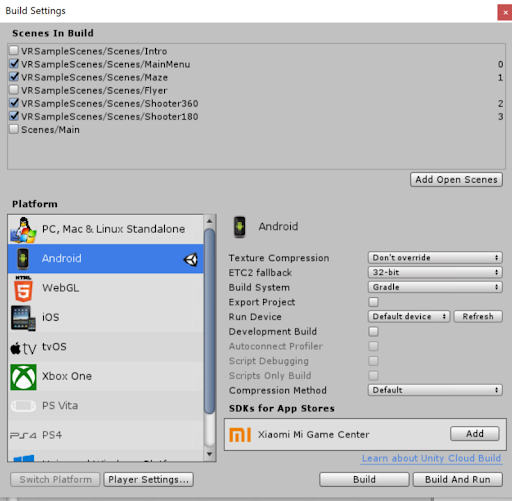 Build Settings
Scenes In Build
VRSampleScenes/Scenes/Intro
VRSampleScenes/Scenes/MainMenu 0
VRSampleScenes/Scenes/Maze 1
VRSampleScenes/Scenes/Flyer
VRSampleScenes/Scenes/Shooter360 2
VRSampleScenes/Scenes/Shooter180 3
Scenes/Main
Add Open Scenes
Platform
PC, Mac & Linux Standalone
Android
HTML
5
WebGL
iOS
tv tvOS
Xbox One
PS Vita
PS4 PS4
Android
Texture Compression Don't override
ETC2 fallback 32-bit
Build System Gradle
Export Project
Run Device Default device Refresh
Development Build
Autoconnect Profiler
Script Debugging
Scripts Only Build
Compression Method Default
SDKs for App Stores
MI Xiaomi Mi Game Center Add
Learn about Unity Cloud Build
Switch Platform Player Settings... Build Build And Run